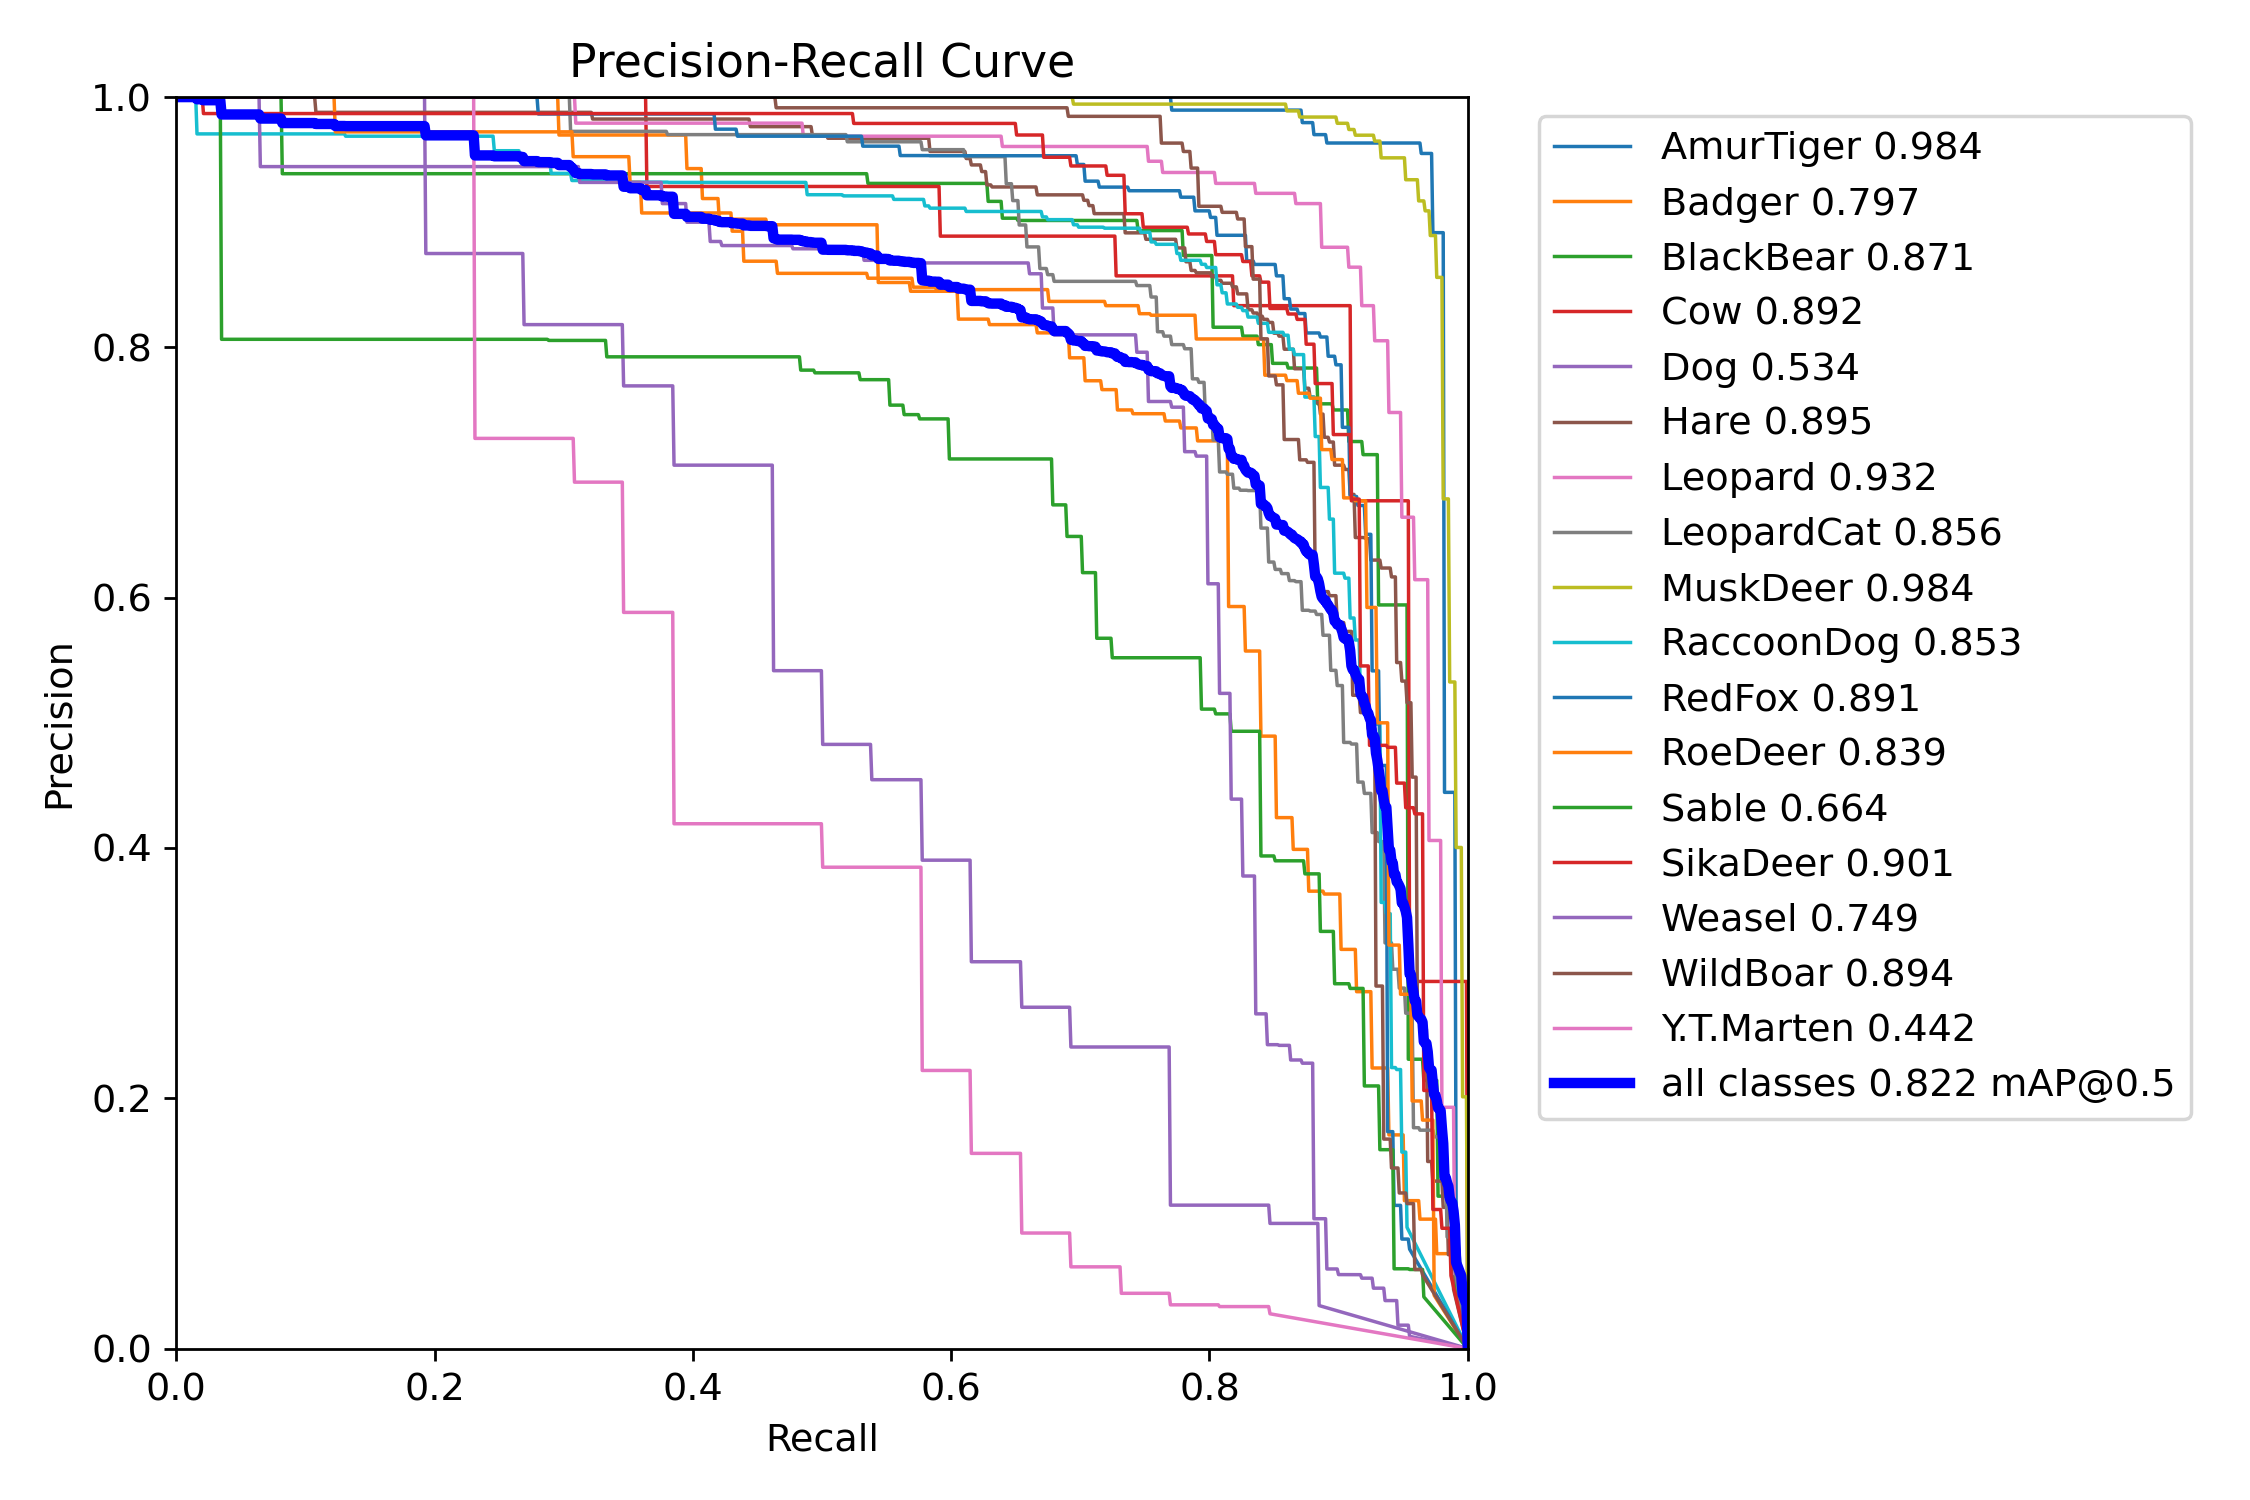 Precision-Recall Curve
1.0
0.8
0.6
0.4
0.2
0.0
Precision
0.0 0.2 0.4 0.6 0.8 1.0
Recall
AmurTiger 0.984
Badger 0.797
BlackBear 0.871
Cow 0.892
Dog 0.534
Hare 0.895
Leopard 0.932
LeopardCat 0.856
MuskDeer 0.984
RaccoonDog 0.853
RedFox 0.891
RoeDeer 0.839
Sable 0.664
SikaDeer 0.901
Weasel 0.749
WildBoar 0.894
Y.T.Marten 0.442
all classes 0.822 mAP@0.5